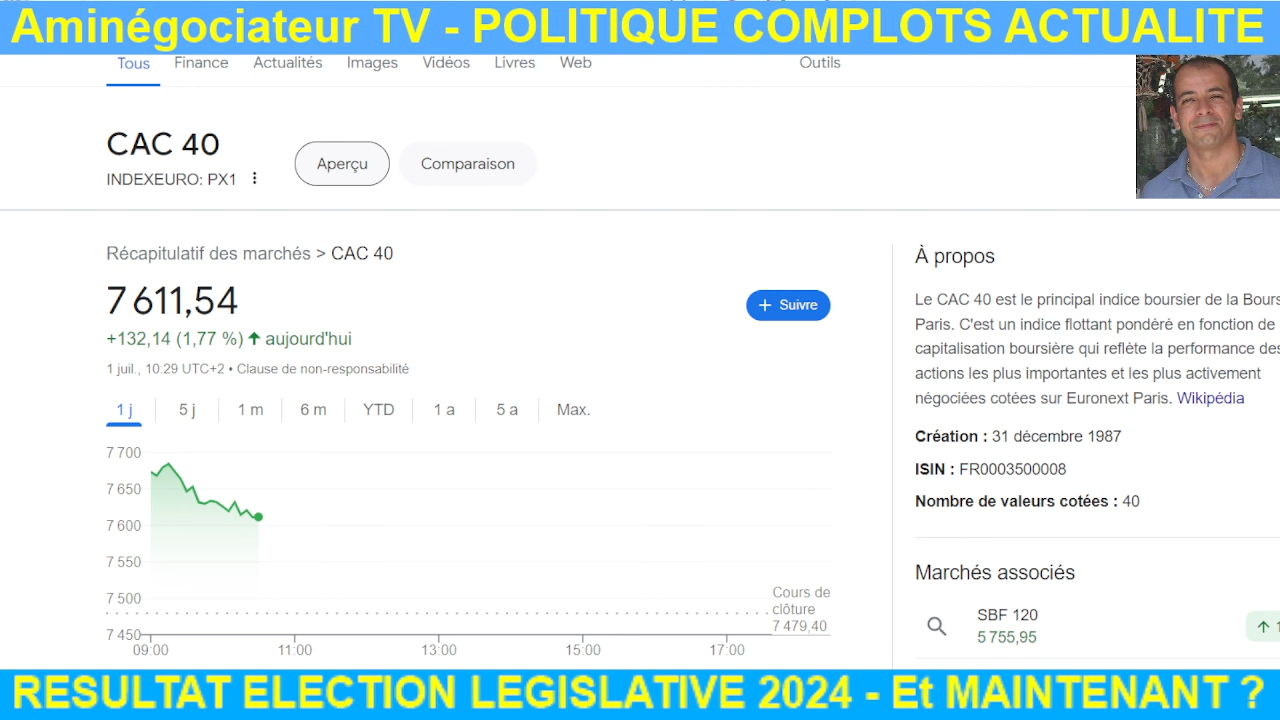 Aminégociateur TV - POLITIQUE COMPLOTS ACTUALITE
Tous Finance Actualités Images Vidéos Livres Web Outils
CAC 40
INDEXEURO: PX1
Aperçu Comparaison
Récapitulatif des marchés > CAC 40
7 611,54
+ Suivre
+132,14 (1,77 %) ↑ aujourd'hui
1 juil., 10:29 UTC+2 • Clause de non-responsabilité
1 j 5 j 1 m 6 m YTD 1 a 5 a Max.
7 700
7 650
7 600
7 550
7 500
7 450
Cours de
clôture
7 479,40
09:00 11:00 13:00 15:00 17:00
À propos
Le CAC 40 est le principal indice boursier de la Bours
Paris. C'est un indice flottant pondéré en fonction de
capitalisation boursière qui reflète la performance des
actions les plus importantes et les plus activement
négociées cotées sur Euronext Paris. Wikipédia
Création : 31 décembre 1987
ISIN : FR0003500008
Nombre de valeurs cotées : 40
Marchés associés
SBF 120
5 755,95
↑ 1
RESULTAT ELECTION LEGISLATIVE 2024 - Et MAINTENANT ?